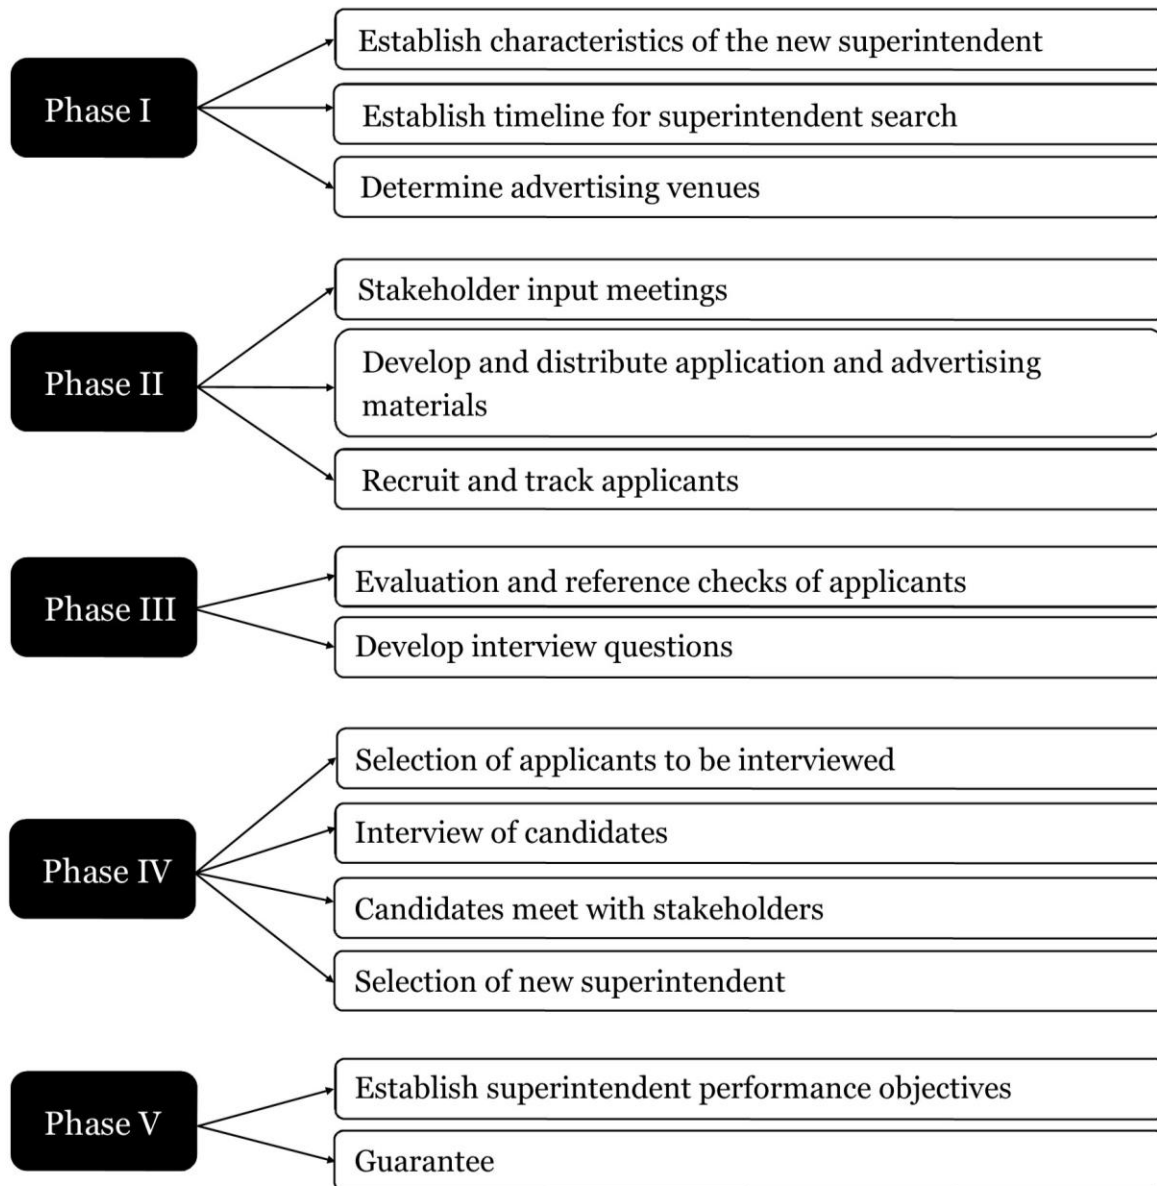 Phase I
Establish characteristics of the new superintendent
Establish timeline for superintendent search
Determine advertising venues
Phase II
Stakeholder input meetings
Develop and distribute application and advertising
materials
Recruit and track applicants
Phase III
Evaluation and reference checks of applicants
Develop interview questions
Phase IV
Selection of applicants to be interviewed
Interview of candidates
Candidates meet with stakeholders
Selection of new superintendent
Phase V
Establish superintendent performance objectives
Guarantee